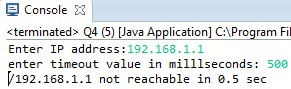 Console
<terminated> Q4 (5) [Java Application] C:\Program File
Enter IP address:192.168.1.1
enter timeout value in milllseconds: 500
/192.168.1.1 not reachable in 0.5 sec